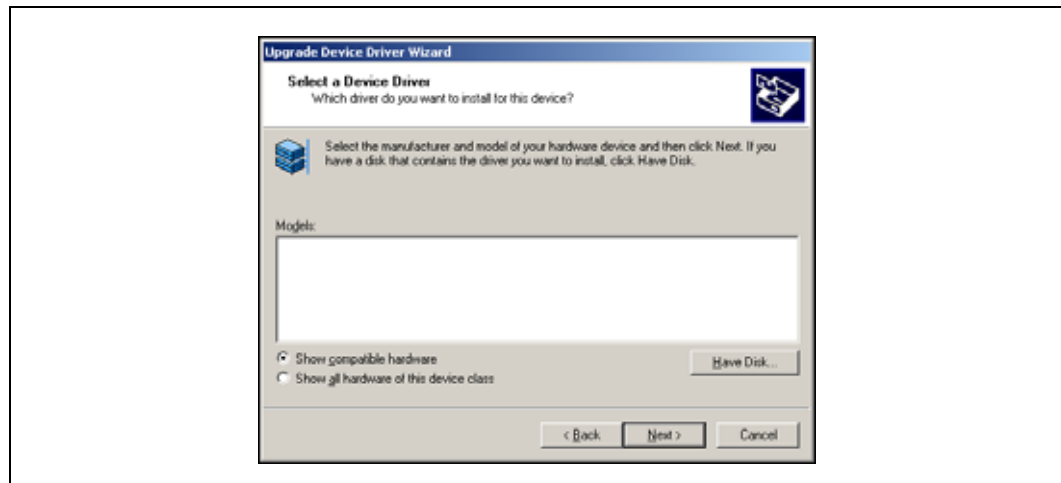 Upgrade Device Driver Wizard
Select a Device Driver
Which driver do you want to install for this device?
Select the manufacturer and model of your hardware device and then click Next. If you
have a disk that contains the driver you want to install, click Have Disk.
Models:
Show compatible hardware
Have Disk...
Show all hardware of this device class
< Back
Next >
Cancel